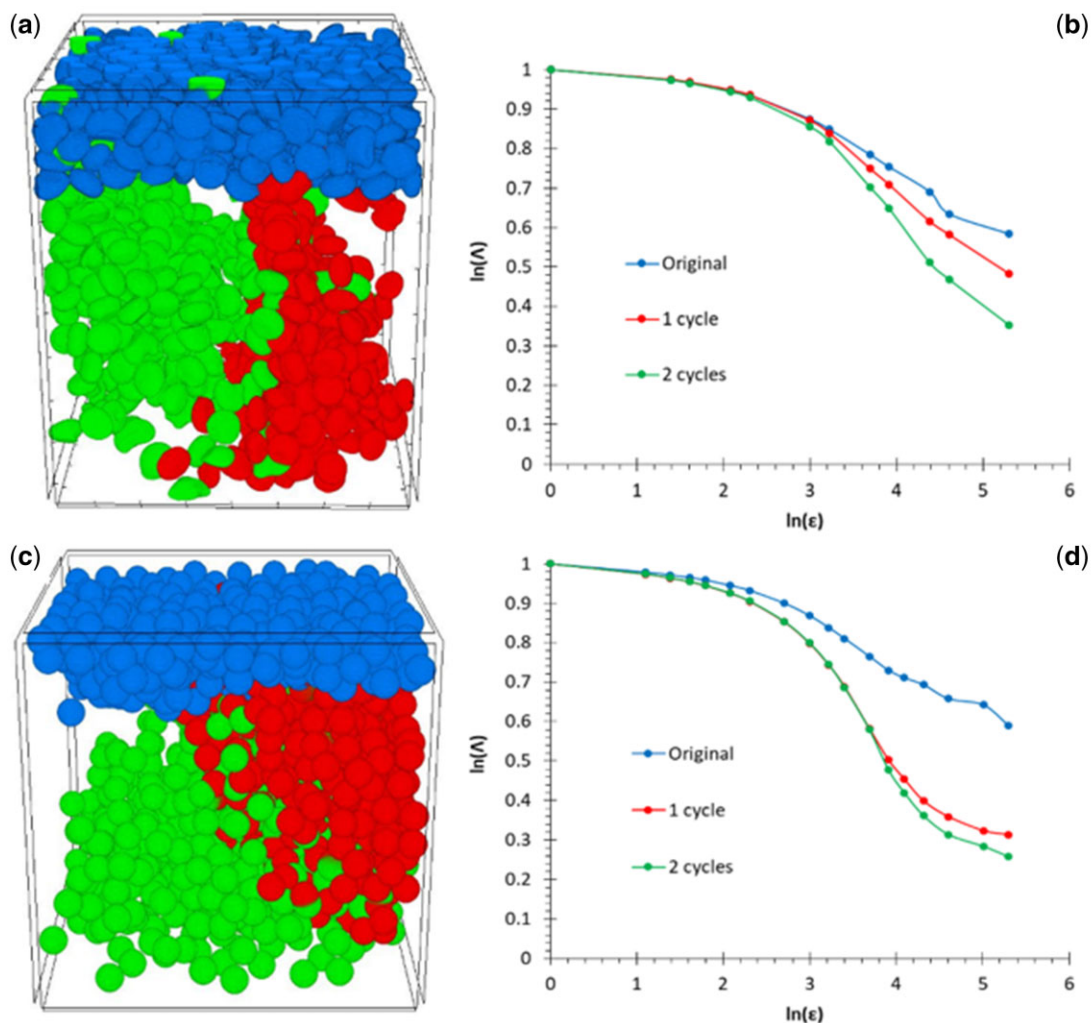 (a)
(b)
1
0.9
0.8
0.7
0.6
0.5
0.4
0.3
0.2
0.1
0
ln(Λ)
Original
1 cycle
2 cycles
0 1 2 3 4 5 6
ln(ε)
(c)
(d)
1
0.9
0.8
0.7
0.6
0.5
0.4
0.3
0.2
0.1
0
ln(Λ)
Original
1 cycle
2 cycles
0 1 2 3 4 5 6
ln(ε)